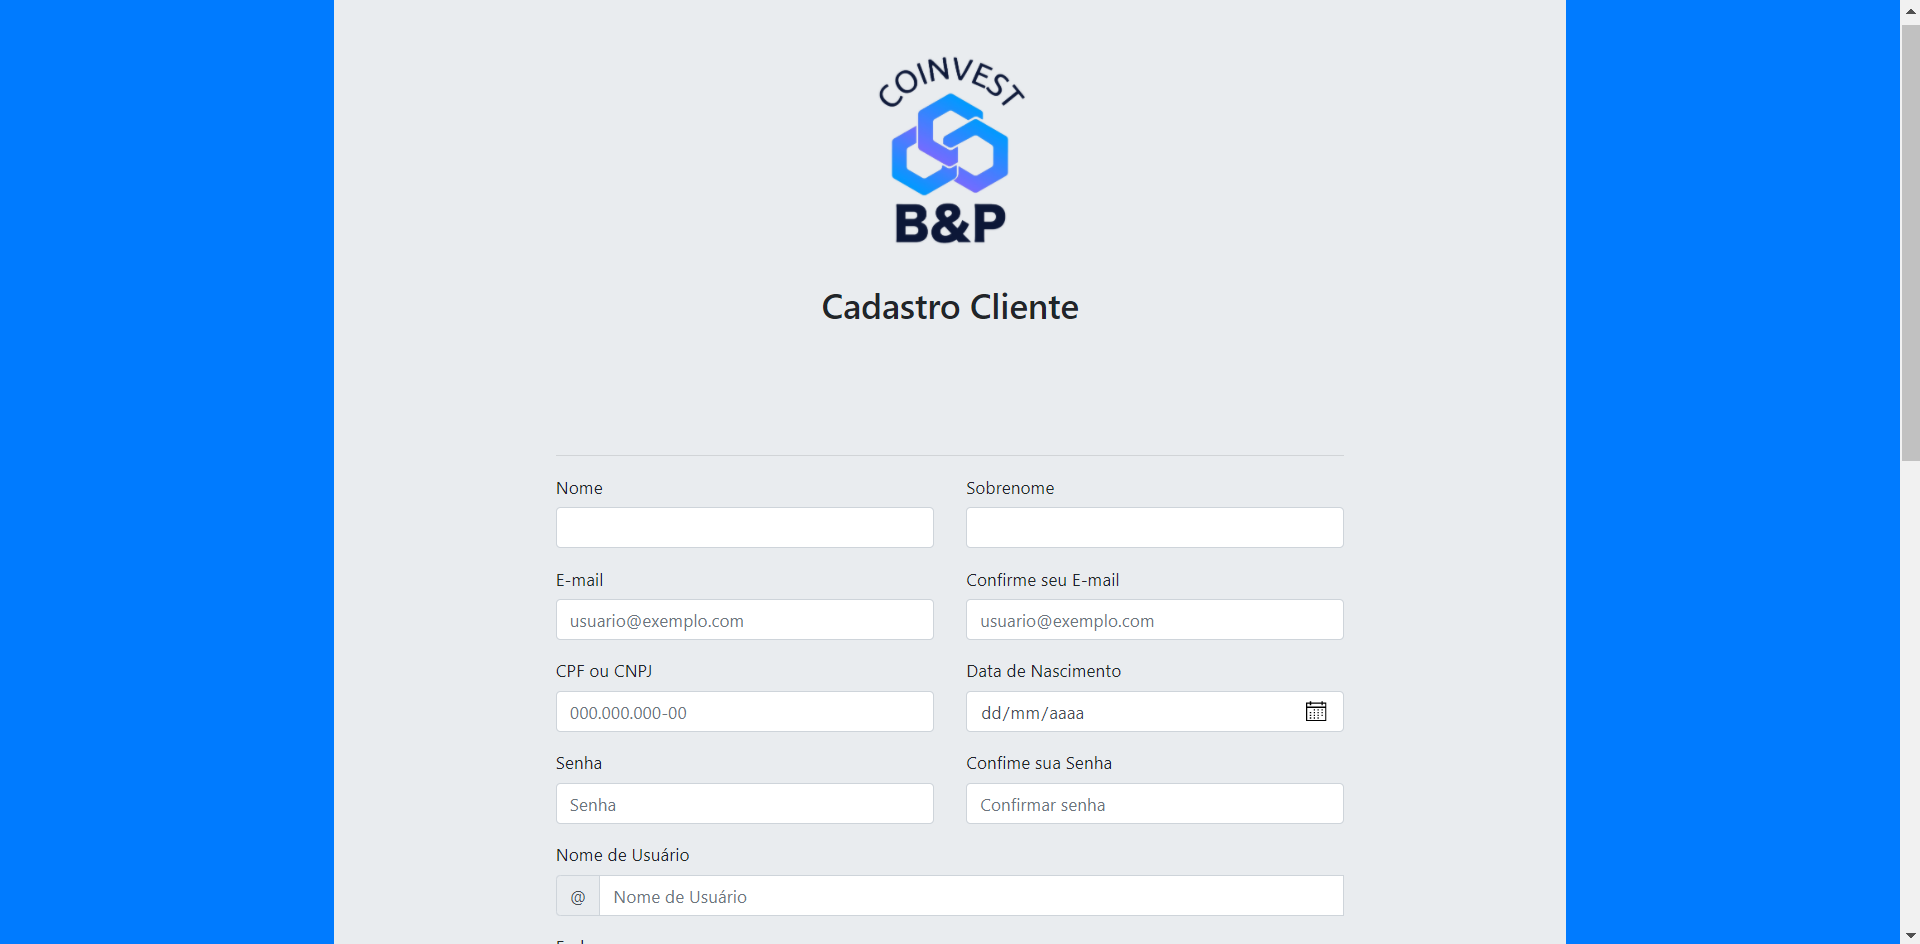 COINVEST
B&P
Cadastro Cliente
Nome
Sobrenome
E-mail
Confirme seu E-mail
usuario@exemplo.com
usuario@exemplo.com
CPF ou CNPJ
Data de Nascimento
000.000.000-00
dd/mm/aaaa
Senha
Confime sua Senha
Senha
Confirmar senha
Nome de Usuário
@
Nome de Usuário